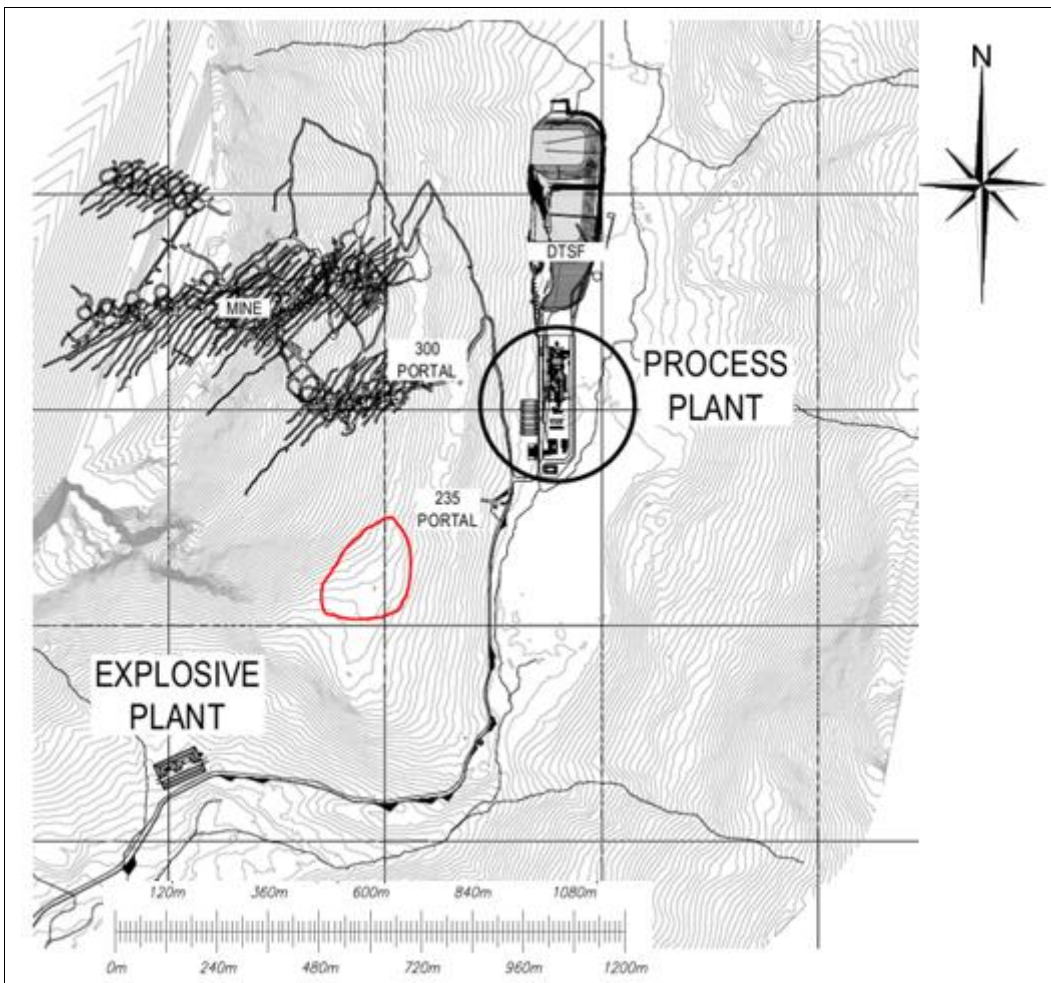 N
DTSF
MINE
300
PORTAL
PROCESS
PLANT
235
PORTAL
EXPLOSIVE
PLANT
120m 360m 600m 840m 1080m
0m 240m 480m 720m 960m 1200m